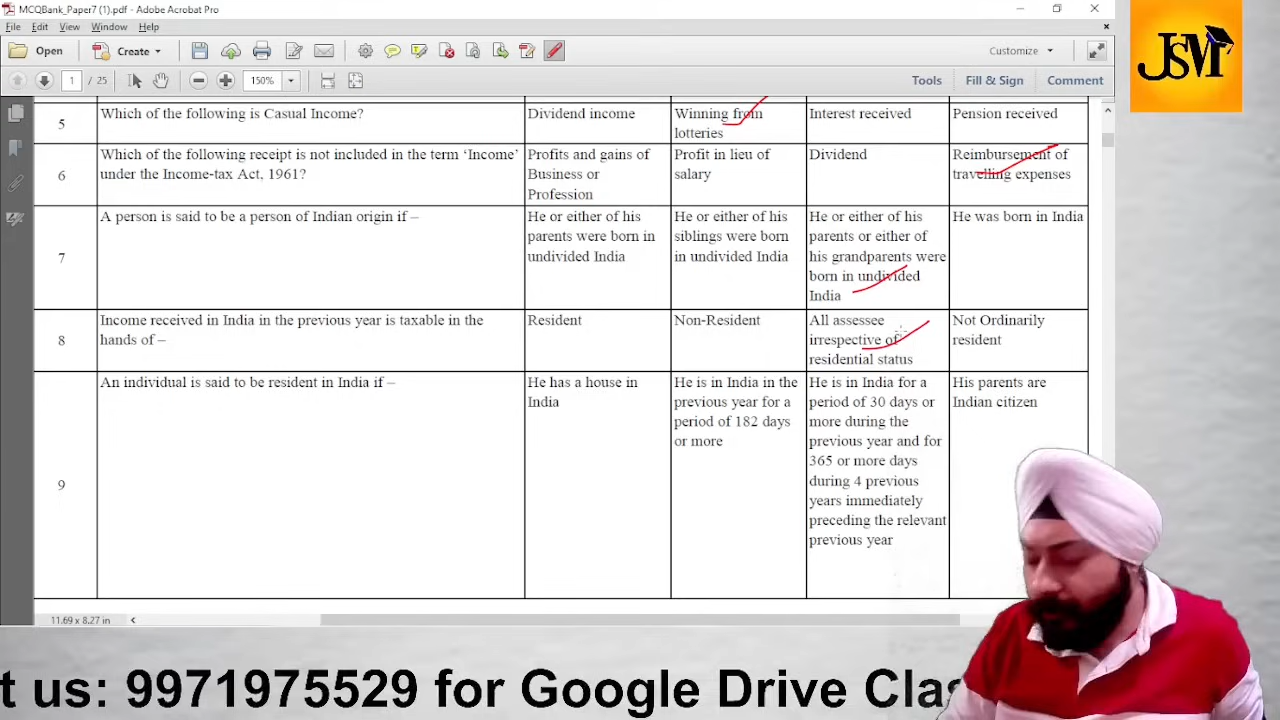 MCQBank_Paper7 (1).pdf - Adobe Acrobat Pro
File Edit View Window Help
Open Create Customize
1 / 25 150% Tools Fill & Sign Comment
JSM
5 Which of the following is Casual Income? Dividend income Winning from Interest received Pension received
lotteries
6 Which of the following receipt is not included in the term ‘Income’ Profits and gains of Profit in lieu of Dividend Reimbursement of
under the Income-tax Act, 1961? Business or salary travelling expenses
Profession
7 A person is said to be a person of Indian origin if – He or either of his He or either of his He or either of his He was born in India
parents were born in siblings were born parents or either of
undivided India in undivided India his grandparents were
born in undivided
India
8 Income received in India in the previous year is taxable in the Resident Non-Resident All assessee Not Ordinarily
hands of – irrespective of resident
residential status
9 An individual is said to be resident in India if – He has a house in He is in India in the He is in India for a His parents are
India previous year for a period of 30 days or Indian citizen
period of 182 days more during the
or more previous year and for
365 or more days
during 4 previous
years immediately
preceding the relevant
previous year
11.69 x 8.27 in
t us: 9971975529 for Google Drive Clas